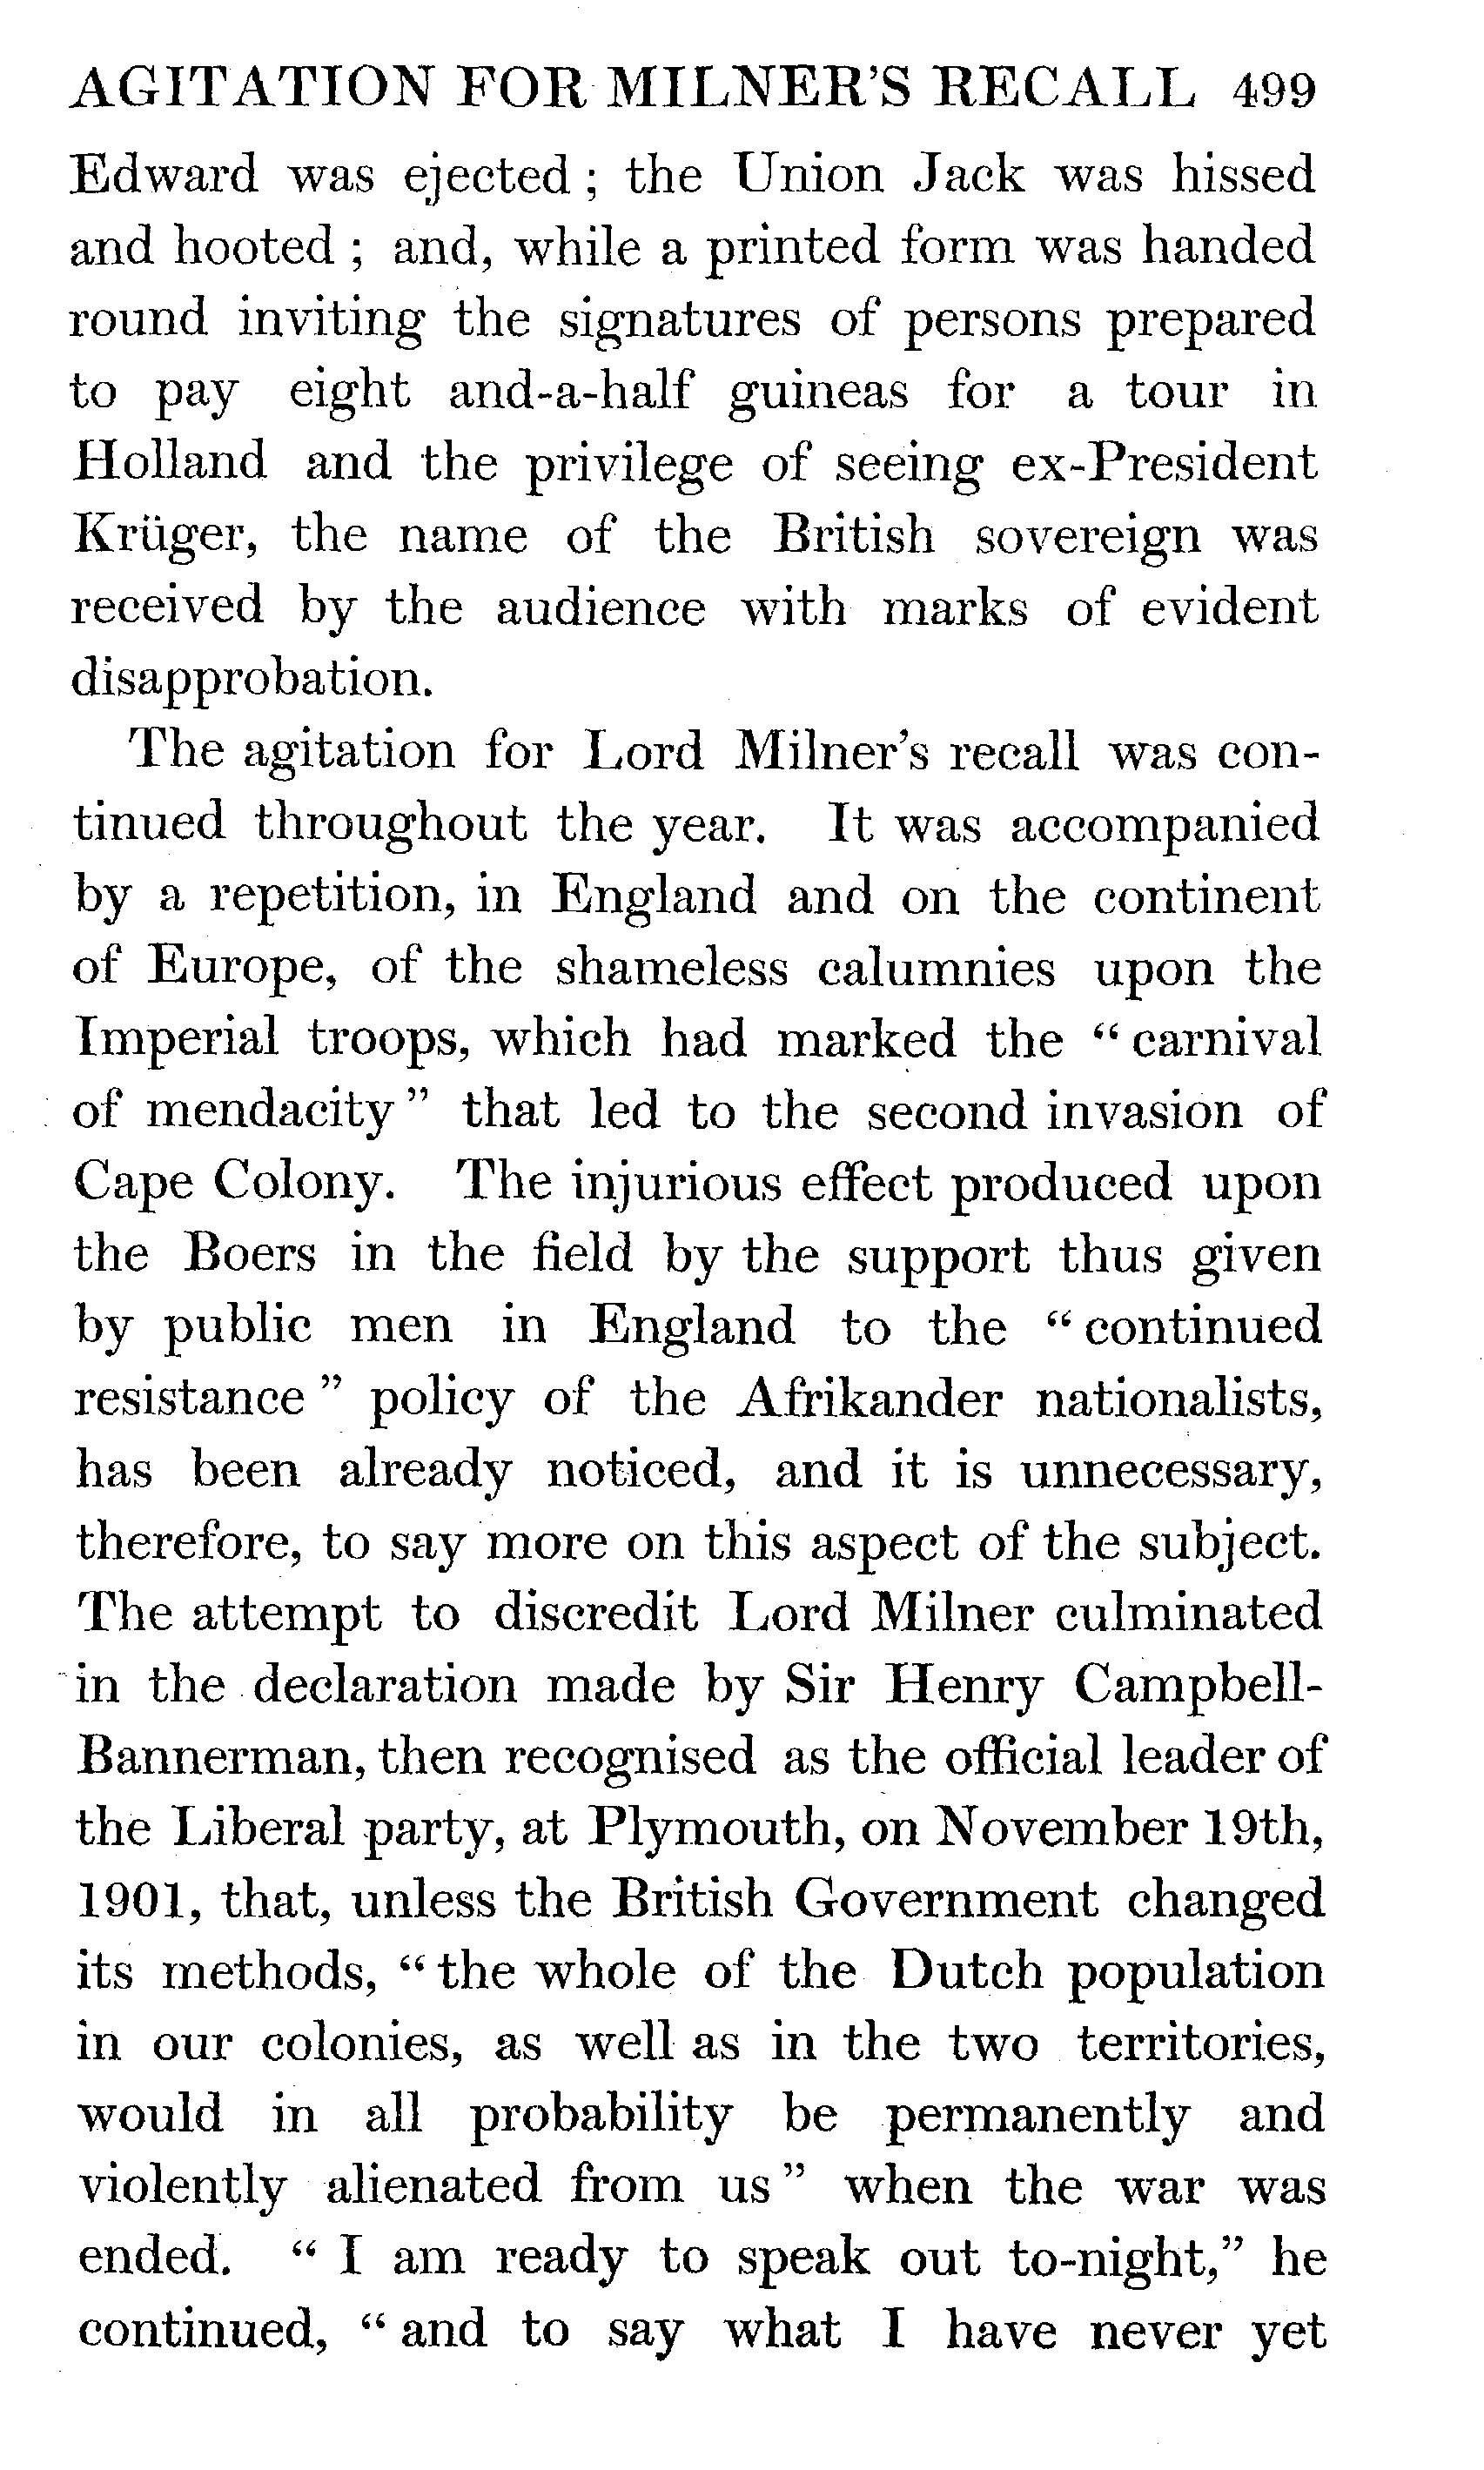 AGITATION FOR MILNER'S RECALL 499
Edward was ejected ; the Union Jack was hissed
and hooted ; and, while a printed form was handed
round inviting the signatures of persons prepared
to pay eight and-a-half guineas for a tour in
Holland and the privilege of seeing ex-President
Krüger, the name of the British sovereign was
received by the audience with marks of evident
disapprobation.
The agitation for Lord Milner's recall was con-
tinued throughout the year. It was accompanied
by a repetition, in England and on the continent
of Europe, of the shameless calumnies upon the
Imperial troops, which had marked the “ carnival
of mendacity ” that led to the second invasion of
Cape Colony. The injurious effect produced upon
the Boers in the field by the support thus given
by public men in England to the “ continued
resistance ” policy of the Afrikander nationalists,
has been already noticed, and it is unnecessary,
therefore, to say more on this aspect of the subject.
The attempt to discredit Lord Milner culminated
in the declaration made by Sir Henry Campbell-
Bannerman, then recognised as the official leader of
the Liberal party, at Plymouth, on November 19th,
1901, that, unless the British Government changed
its methods, “ the whole of the Dutch population
in our colonies, as well as in the two territories,
would in all probability be permanently and
violently alienated from us ” when the war was
ended. “ I am ready to speak out to-night,” he
continued, “ and to say what I have never yet